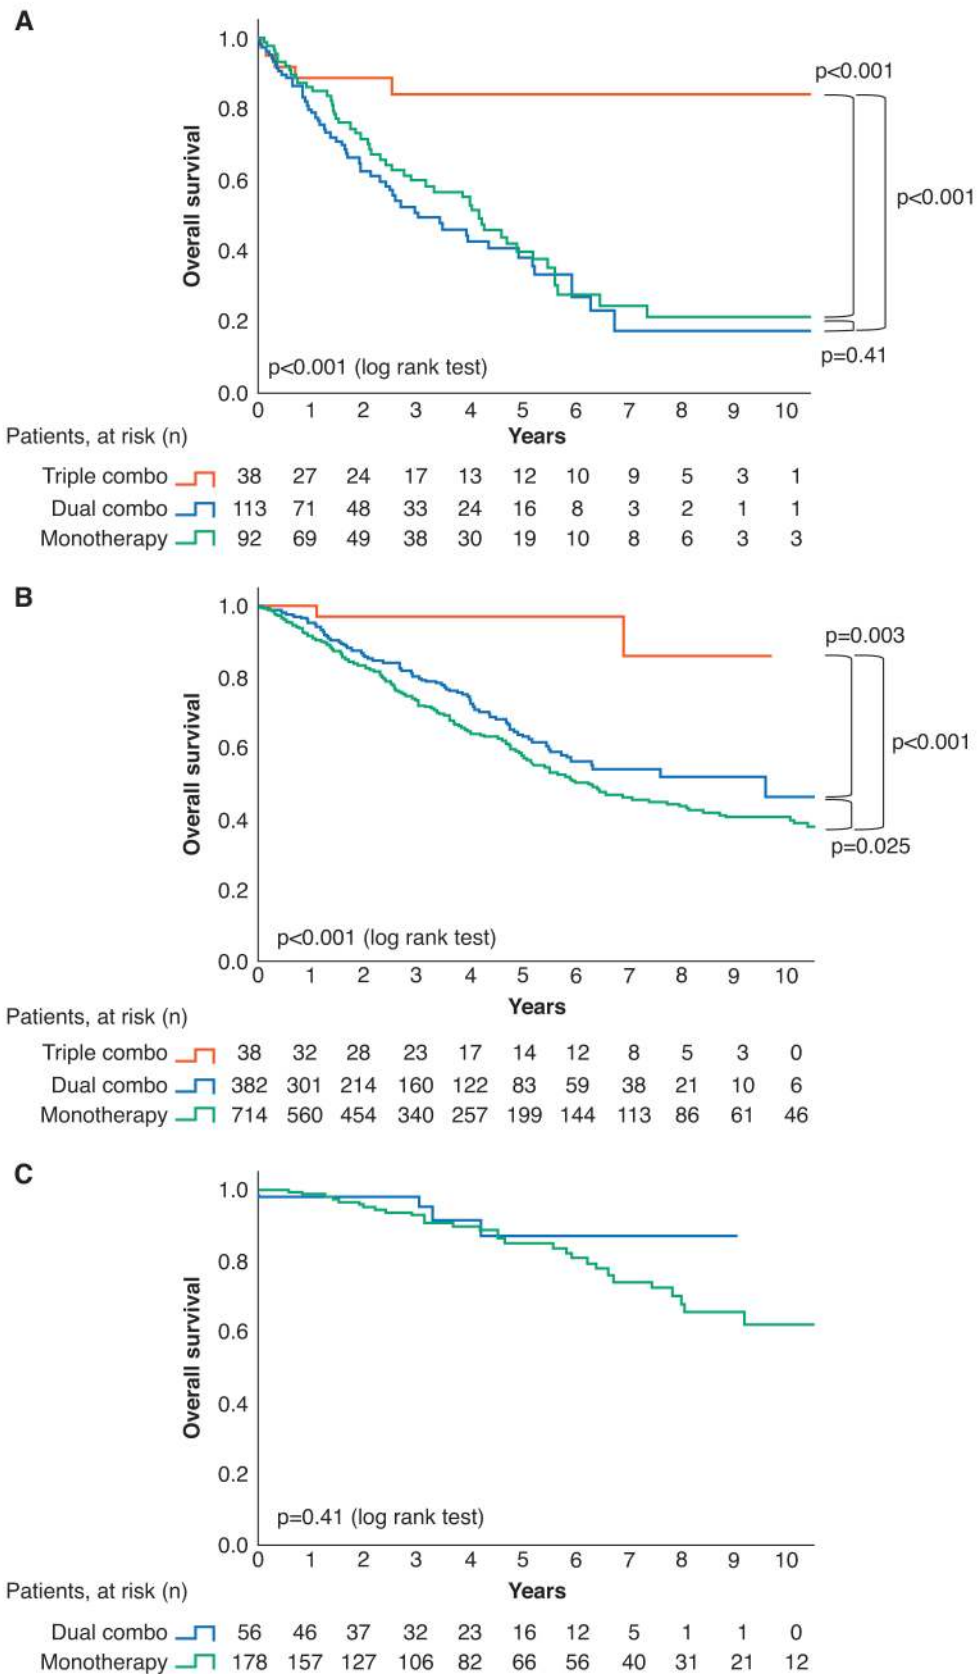 A
1.0
0.8
0.6
0.4
0.2
0.0
Overall survival
p<0.001
p<0.001
p=0.41
p<0.001 (log rank test)
0 1 2 3 4 5 6 7 8 9 10
Patients, at risk (n) Years
Triple combo 38 27 24 17 13 12 10 9 5 3 1
Dual combo 113 71 48 33 24 16 8 3 2 1 1
Monotherapy 92 69 49 38 30 19 10 8 6 3 3
B
1.0
0.8
0.6
0.4
0.2
0.0
Overall survival
p=0.003
p<0.001
p=0.025
p<0.001 (log rank test)
0 1 2 3 4 5 6 7 8 9 10
Years
Patients, at risk (n)
Triple combo 38 32 28 23 17 14 12 8 5 3 0
Dual combo 382 301 214 160 122 83 59 38 21 10 6
Monotherapy 714 560 454 340 257 199 144 113 86 61 46
C
1.0
0.8
0.6
0.4
0.2
0.0
Overall survival
p=0.41 (log rank test)
0 1 2 3 4 5 6 7 8 9 10
Patients, at risk (n) Years
Dual combo 56 46 37 32 23 16 12 5 1 1 0
Monotherapy 178 157 127 106 82 66 56 40 31 21 12